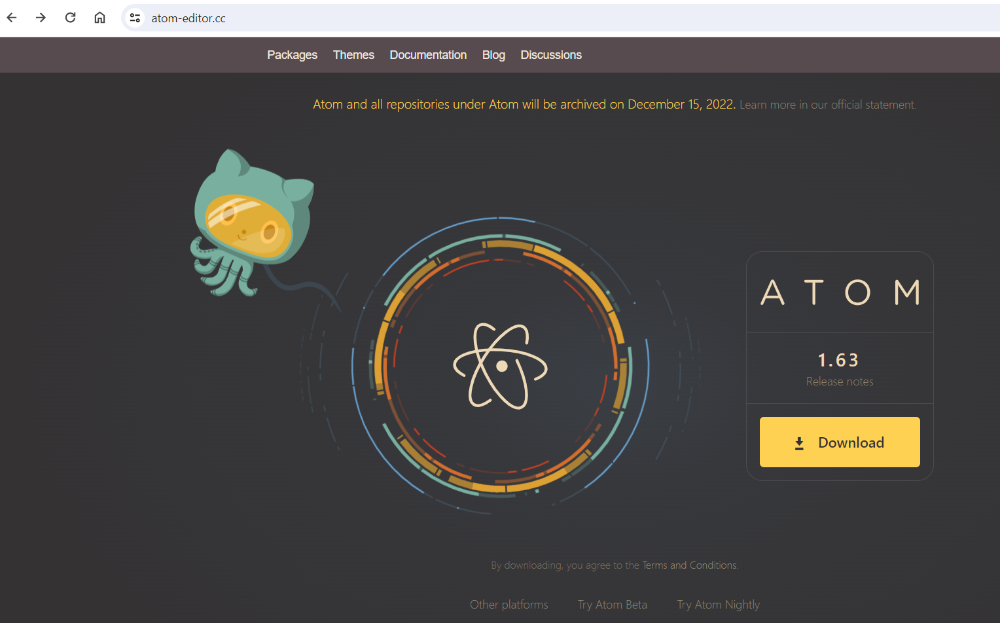 atom-editor.cc
Packages Themes Documentation Blog Discussions
Atom and all repositories under Atom will be archived on December 15, 2022. Learn more in our official statement.
ATOM
1.63
Release notes
Download
By downloading, you agree to the Terms and Conditions.
Other platforms Try Atom Beta Try Atom Nightly